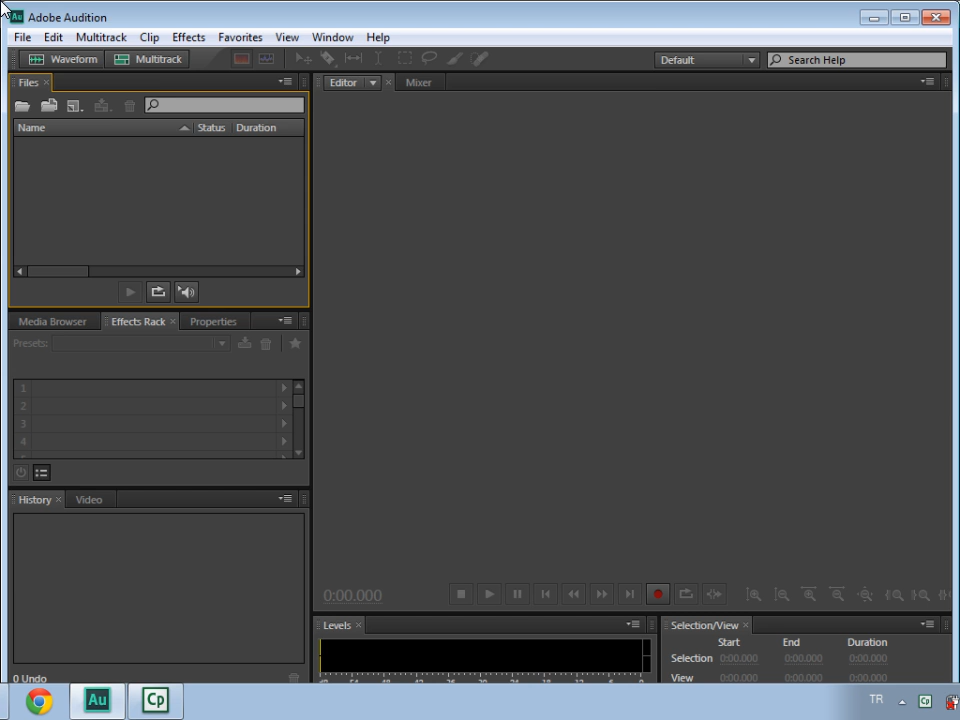 Au Adobe Audition
File Edit Multitrack Clip Effects Favorites View Window Help
Waveform Multitrack Default Search Help
Files Editor Mixer
Name Status Duration
Media Browser Effects Rack Properties
Presets:
1
2
3
4
History Video
0:00.000
Levels Selection/View
Start End Duration
Selection 0:00.000 0:00.000 0:00.000
View 0:00.000 0:00.000 0:00.000
0 Undo
Au Cp TR Cp